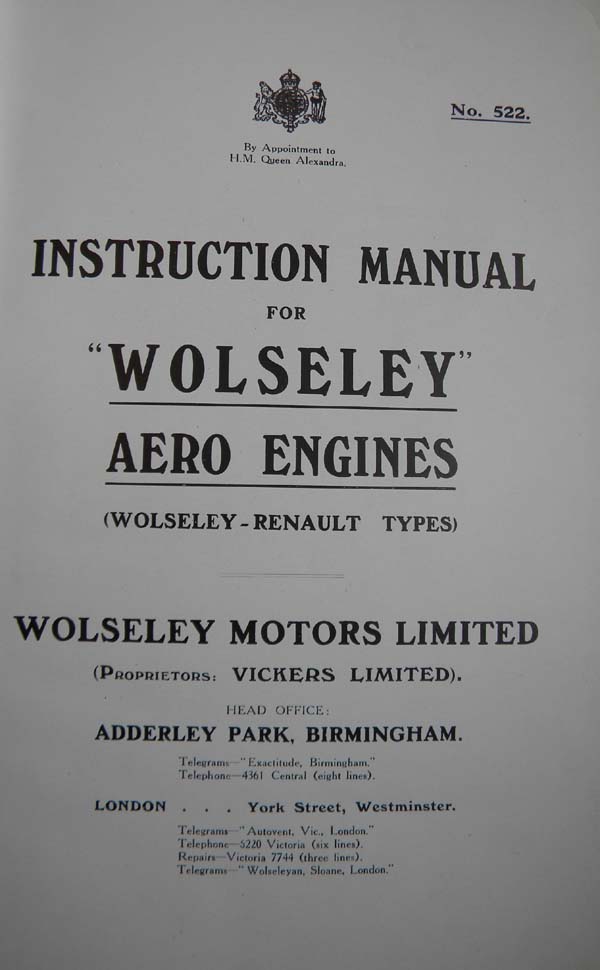 No. 522.
By Appointment to
H.M. Queen Alexandra.
INSTRUCTION MANUAL
FOR
"WOLSELEY"
AERO ENGINES
(WOLSELEY-RENAULT TYPES)
WOLSELEY MOTORS LIMITED
(PROPRIETORS: VICKERS LIMITED).
HEAD OFFICE:
ADDERLEY PARK, BIRMINGHAM.
Telegrams—"Exactitude, Birmingham."
Telephone—4361 Central (eight lines).
LONDON . . . York Street, Westminster.
Telegrams—"Autovent, Vic., London."
Telephone—5220 Victoria (six lines).
Repairs—Victoria 7744 (three lines).
Telegrams—"Wolseleyan, Sloane, London."